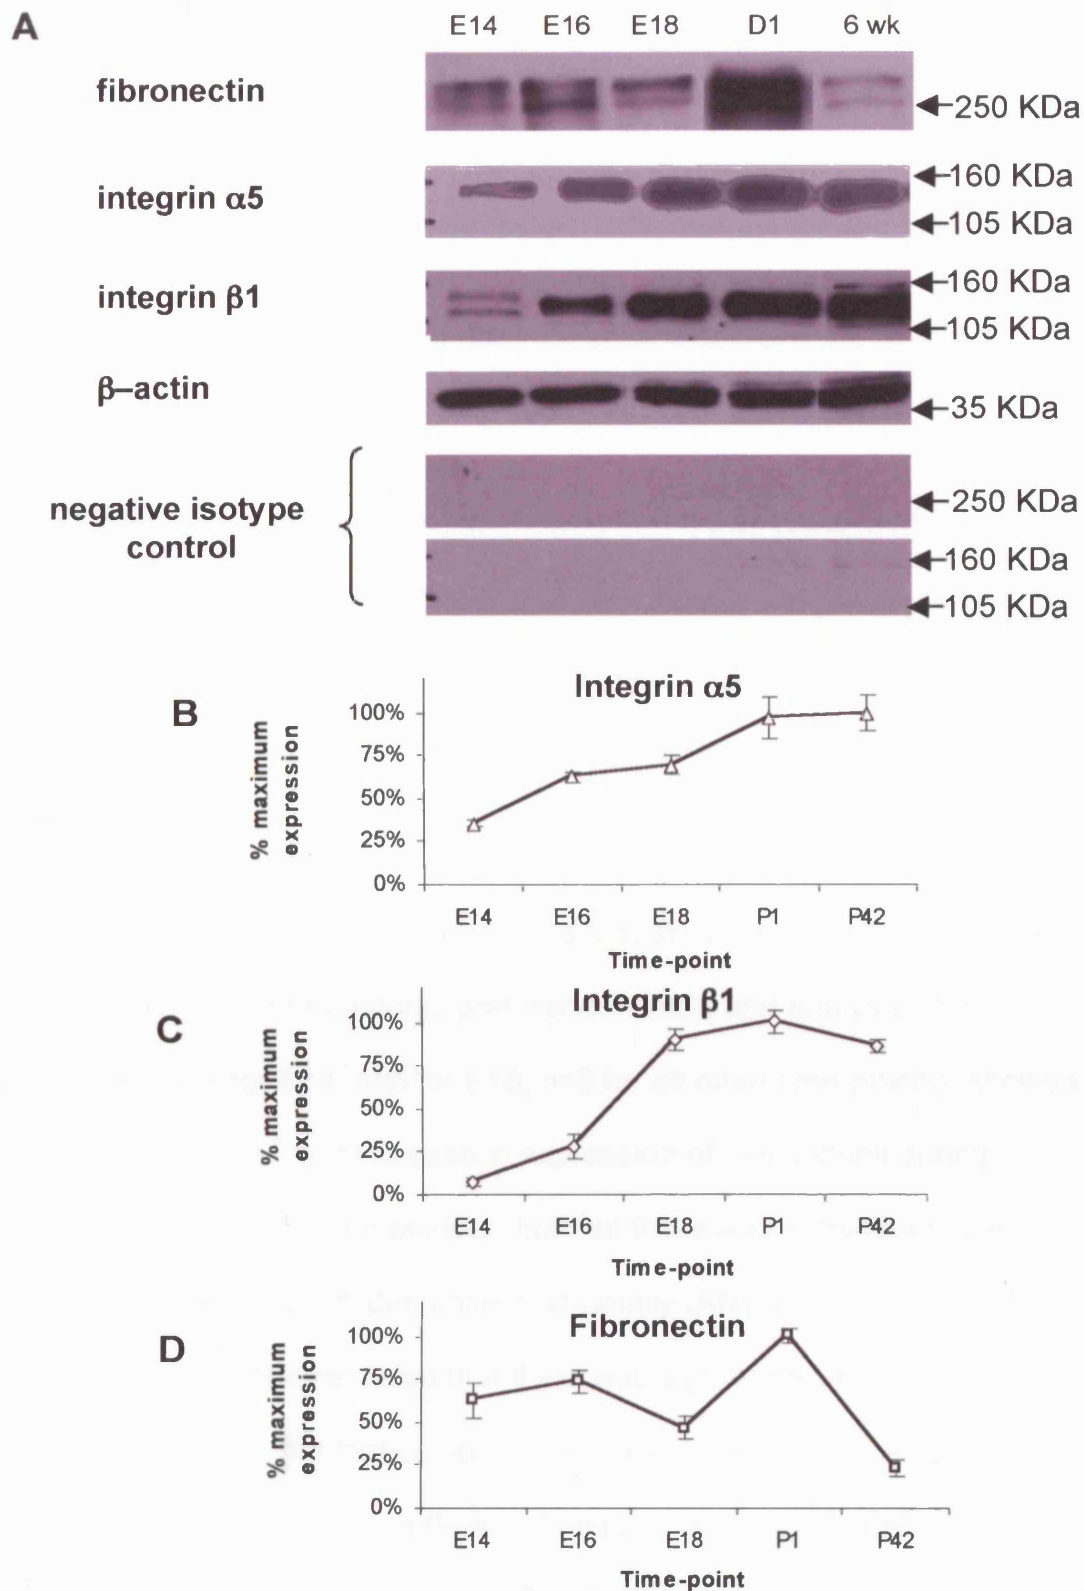 A
E14 E16 E18 D1 6 wk
fibronectin
250 KDa
integrin α5
160 KDa
105 KDa
integrin β1
160 KDa
105 KDa
β–actin
35 KDa
negative isotype
control
250 KDa
160 KDa
105 KDa
B
Integrin α5
% maximum
expression
100%
75%
50%
25%
0%
E14 E16 E18 P1 P42
Time-point
C
Integrin β1
% maximum
expression
100%
75%
50%
25%
0%
E14 E16 E18 P1 P42
Time-point
D
Fibronectin
% maximum
expression
100%
75%
50%
25%
0%
E14 E16 E18 P1 P42
Time-point